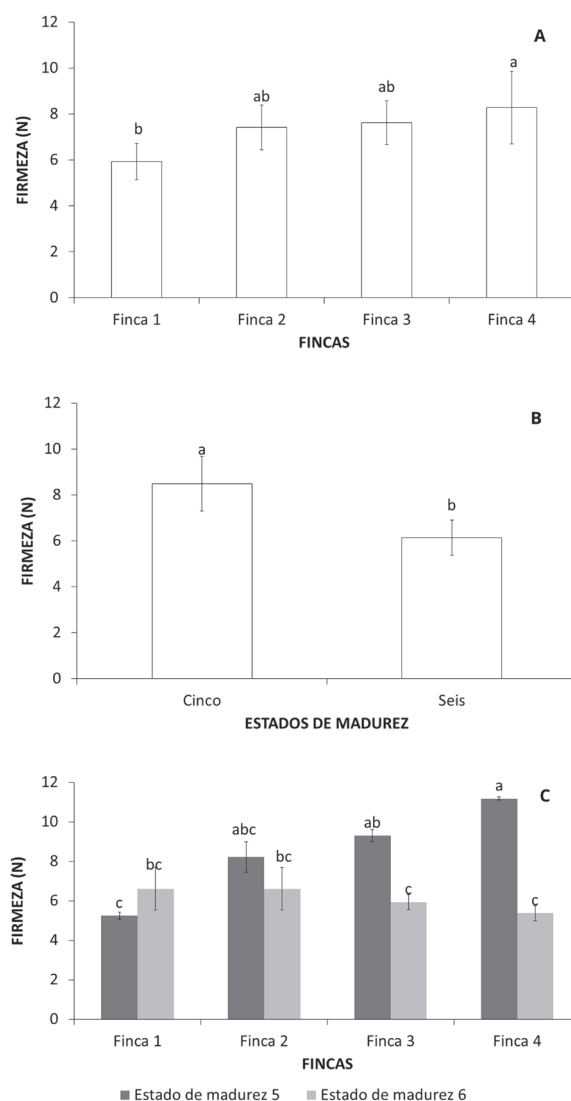 A
12
10
8
6
4
2
0
FIRMEZA (N)
b
ab
ab
a
Finca 1 Finca 2 Finca 3 Finca 4
FINCAS
B
12
10
8
6
4
2
0
FIRMEZA (N)
a
b
Cinco Seis
ESTADOS DE MADUREZ
C
12
10
8
6
4
2
0
FIRMEZA (N)
c
bc
abc
bc
ab
c
a
c
Finca 1 Finca 2 Finca 3 Finca 4
FINCAS
Estado de madurez 5 Estado de madurez 6